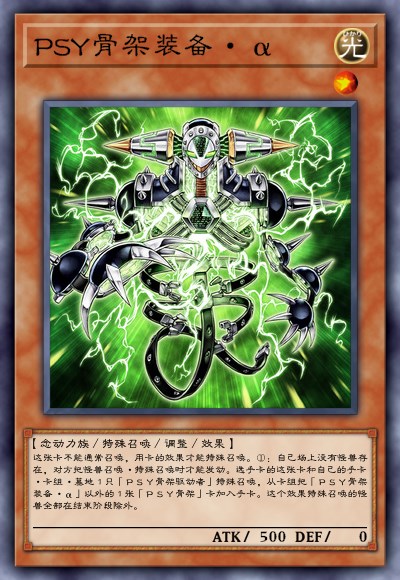 PSY骨架装备・α
光
ひかり
【念动力族／特殊召唤／调整／效果】
这张卡不能通常召唤，用卡的效果才能特殊召唤。①：自己场上没有怪兽存
在，对方把怪兽召唤・特殊召唤时才能发动。选手卡的这张卡和自己的手卡
・卡组・墓地１只「ＰＳＹ骨架驱动者」特殊召唤，从卡组把「ＰＳＹ骨架
装备・α」以外的１张「ＰＳＹ骨架」卡加入手卡。这个效果特殊召唤的怪
兽全部在结束阶段除外。
ATK/ 500 DEF/ 0